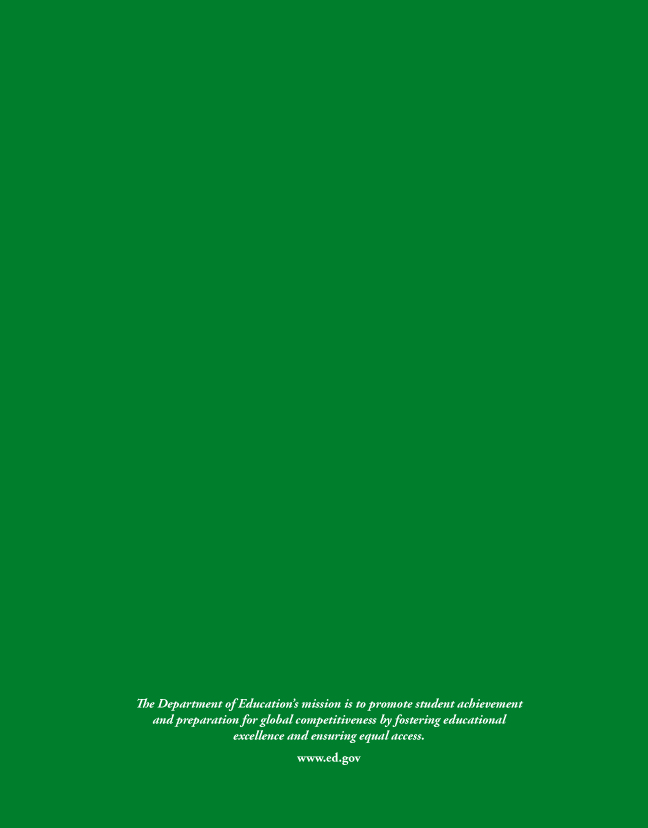 The Department of Education’s mission is to promote student achievement
and preparation for global competitiveness by fostering educational
excellence and ensuring equal access.
www.ed.gov